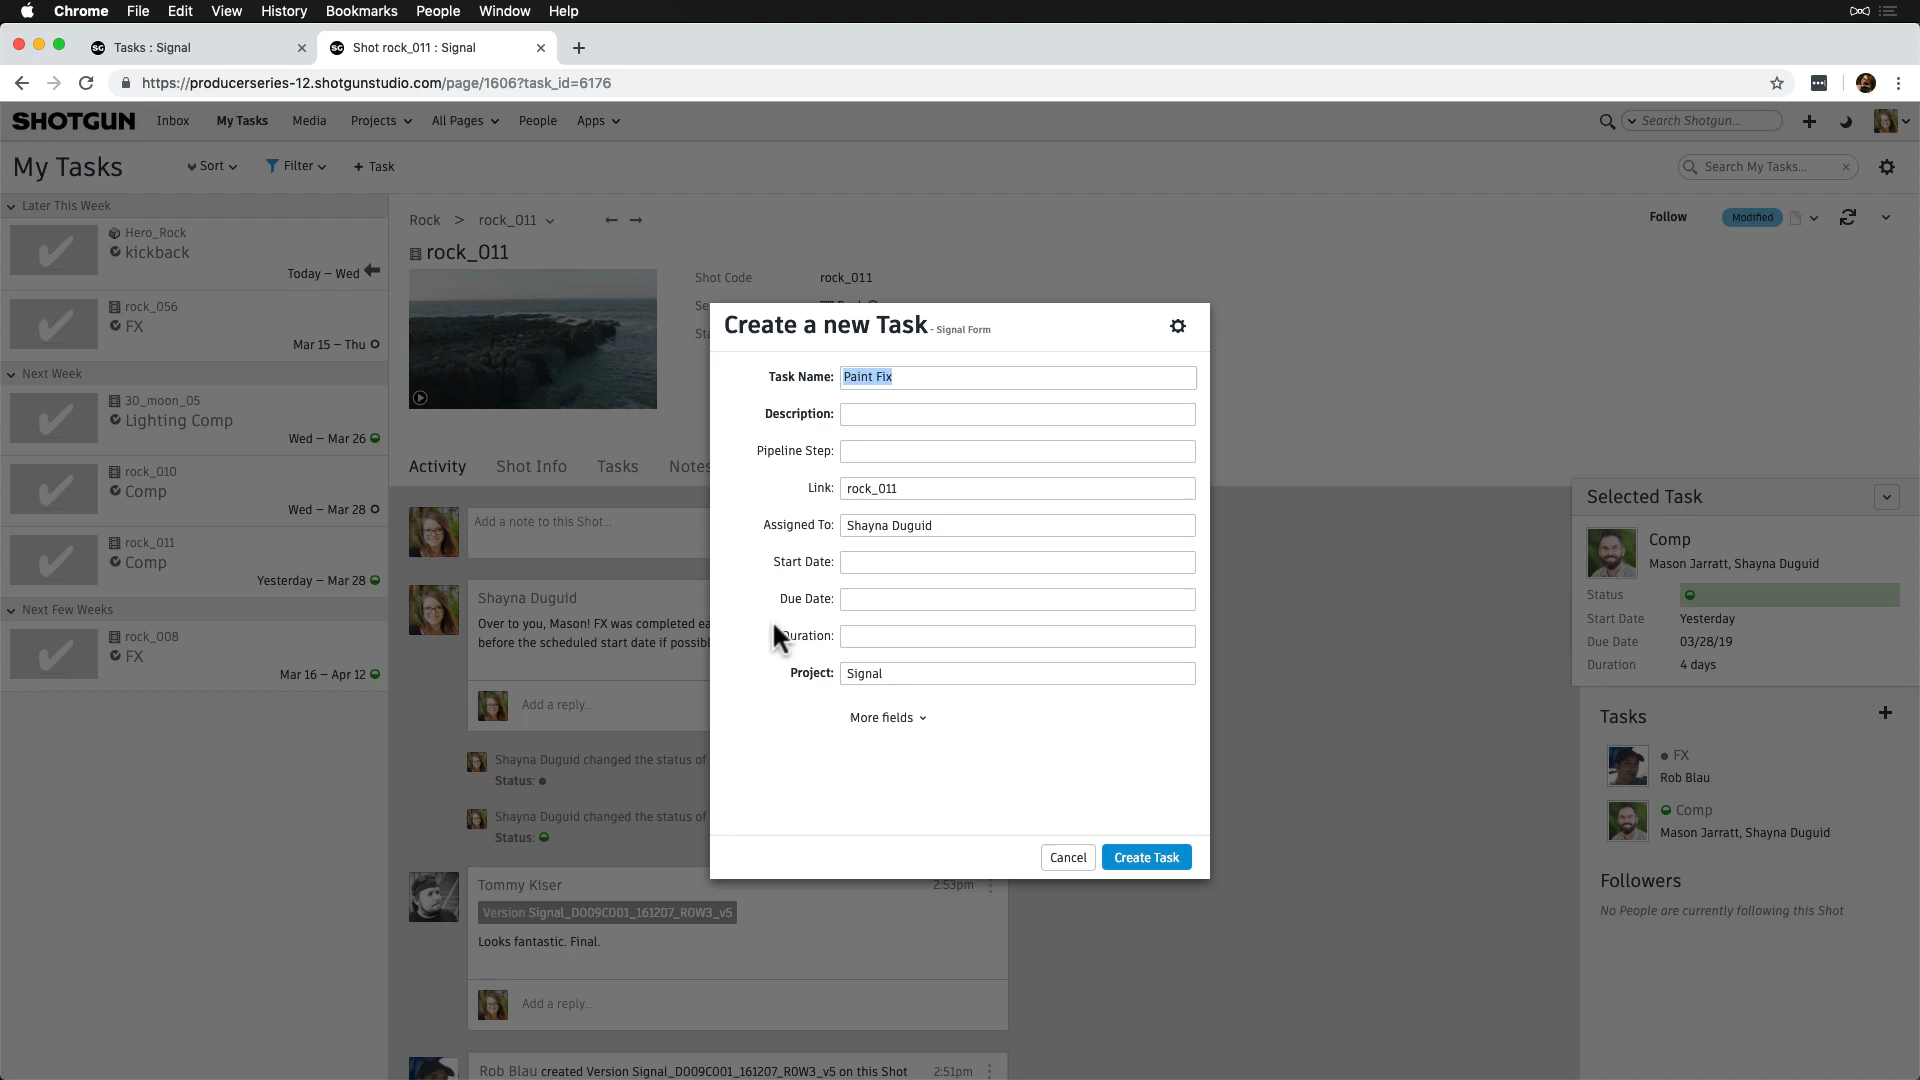 Chrome File Edit View History Bookmarks People Window Help
Tasks : Signal
Shot rock_011 : Signal
https://producerseries-12.shotgunstudio.com/page/1606?task_id=6176
SHOTGUN Inbox My Tasks Media Projects All Pages People Apps Search Shotgun...
My Tasks Sort Filter + Task Search My Tasks...
Later This Week
Hero_Rock
kickback
Today – Wed
rock_056
FX
Mar 15 – Thu
Next Week
30_moon_05
Lighting Comp
Wed – Mar 26
rock_010
Comp
Wed – Mar 28
rock_011
Comp
Yesterday – Mar 28
Next Few Weeks
rock_008
FX
Mar 16 – Apr 12
Rock > rock_011
Follow Modified
rock_011
Shot Code rock_011
Activity Shot Info Tasks Notes
Add a note to this Shot...
Shayna Duguid
Over to you, Mason! FX was completed ea
before the scheduled start date if possibl
Add a reply...
Shayna Duguid changed the status of
Status:
Shayna Duguid changed the status of
Status:
Tommy Kiser 2:53pm
Version Signal_D009C001_161207_R0W3_v5
Looks fantastic. Final.
Add a reply...
Rob Blau created Version Signal_D009C001_161207_R0W3_v5 on this Shot 2:51pm
Create a new Task - Signal Form
Task Name: Paint Fix
Description:
Pipeline Step:
Link: rock_011
Assigned To: Shayna Duguid
Start Date:
Due Date:
Duration:
Project: Signal
More fields
Cancel Create Task
Selected Task
Comp
Mason Jarratt, Shayna Duguid
Status
Start Date Yesterday
Due Date 03/28/19
Duration 4 days
Tasks
FX
Rob Blau
Comp
Mason Jarratt, Shayna Duguid
Followers
No People are currently following this Shot